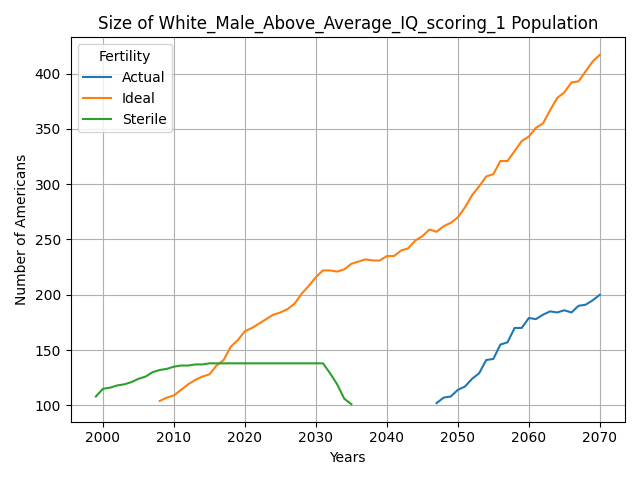 Size of White_Male_Above_Average_IQ_scoring_1 Population
Fertility
Actual
Ideal
Sterile
Number of Americans
400
350
300
250
200
150
100
2000 2010 2020 2030 2040 2050 2060 2070
Years